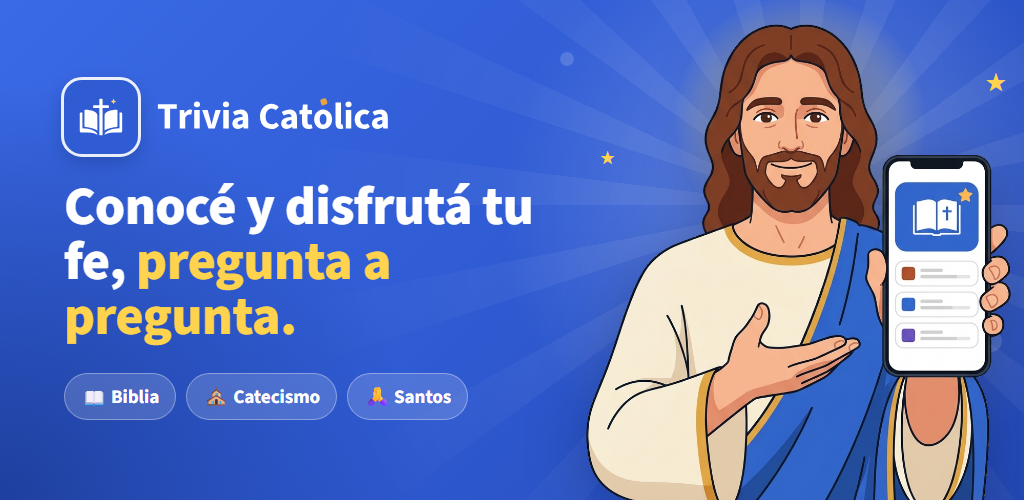 Trivia Católica
Conocé y disfrutá tu
fe, pregunta a
pregunta.
Biblia
Catecismo
Santos